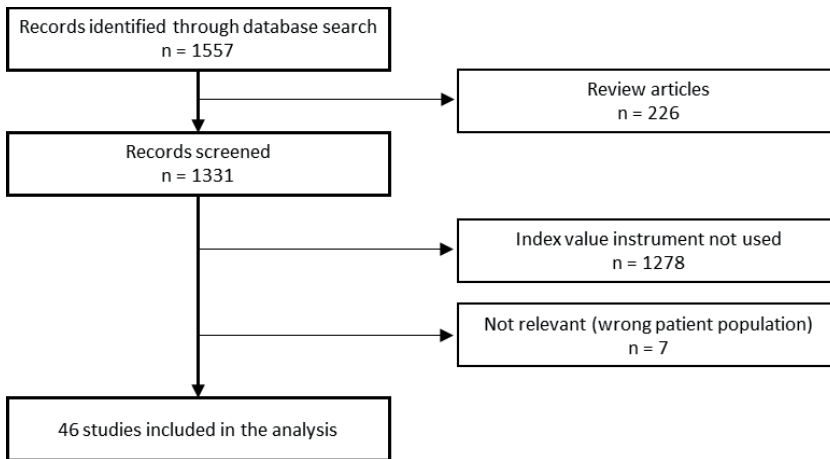 Records identified through database search
n = 1557
Review articles
n = 226
Records screened
n = 1331
Index value instrument not used
n = 1278
Not relevant (wrong patient population)
n = 7
46 studies included in the analysis